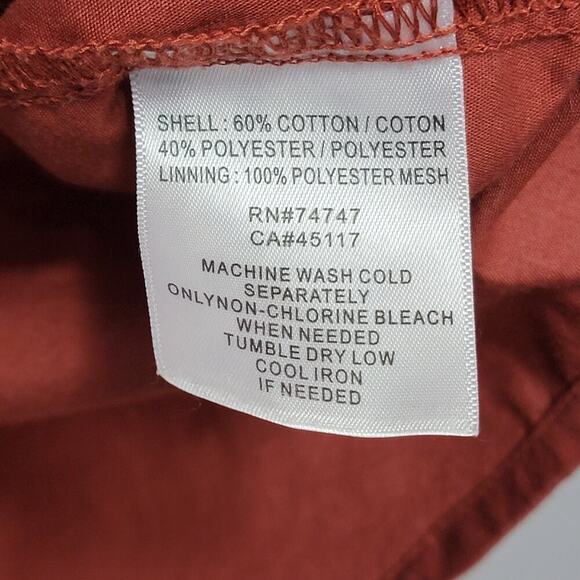 SHELL : 60% COTTON / COTON
40% POLYESTER / POLYESTER
LINNING : 100% POLYESTER MESH
RN#74747
CA#45117
MACHINE WASH COLD
SEPARATELY
ONLYNON-CHLORINE BLEACH
WHEN NEEDED
TUMBLE DRY LOW
COOL IRON
IF NEEDED